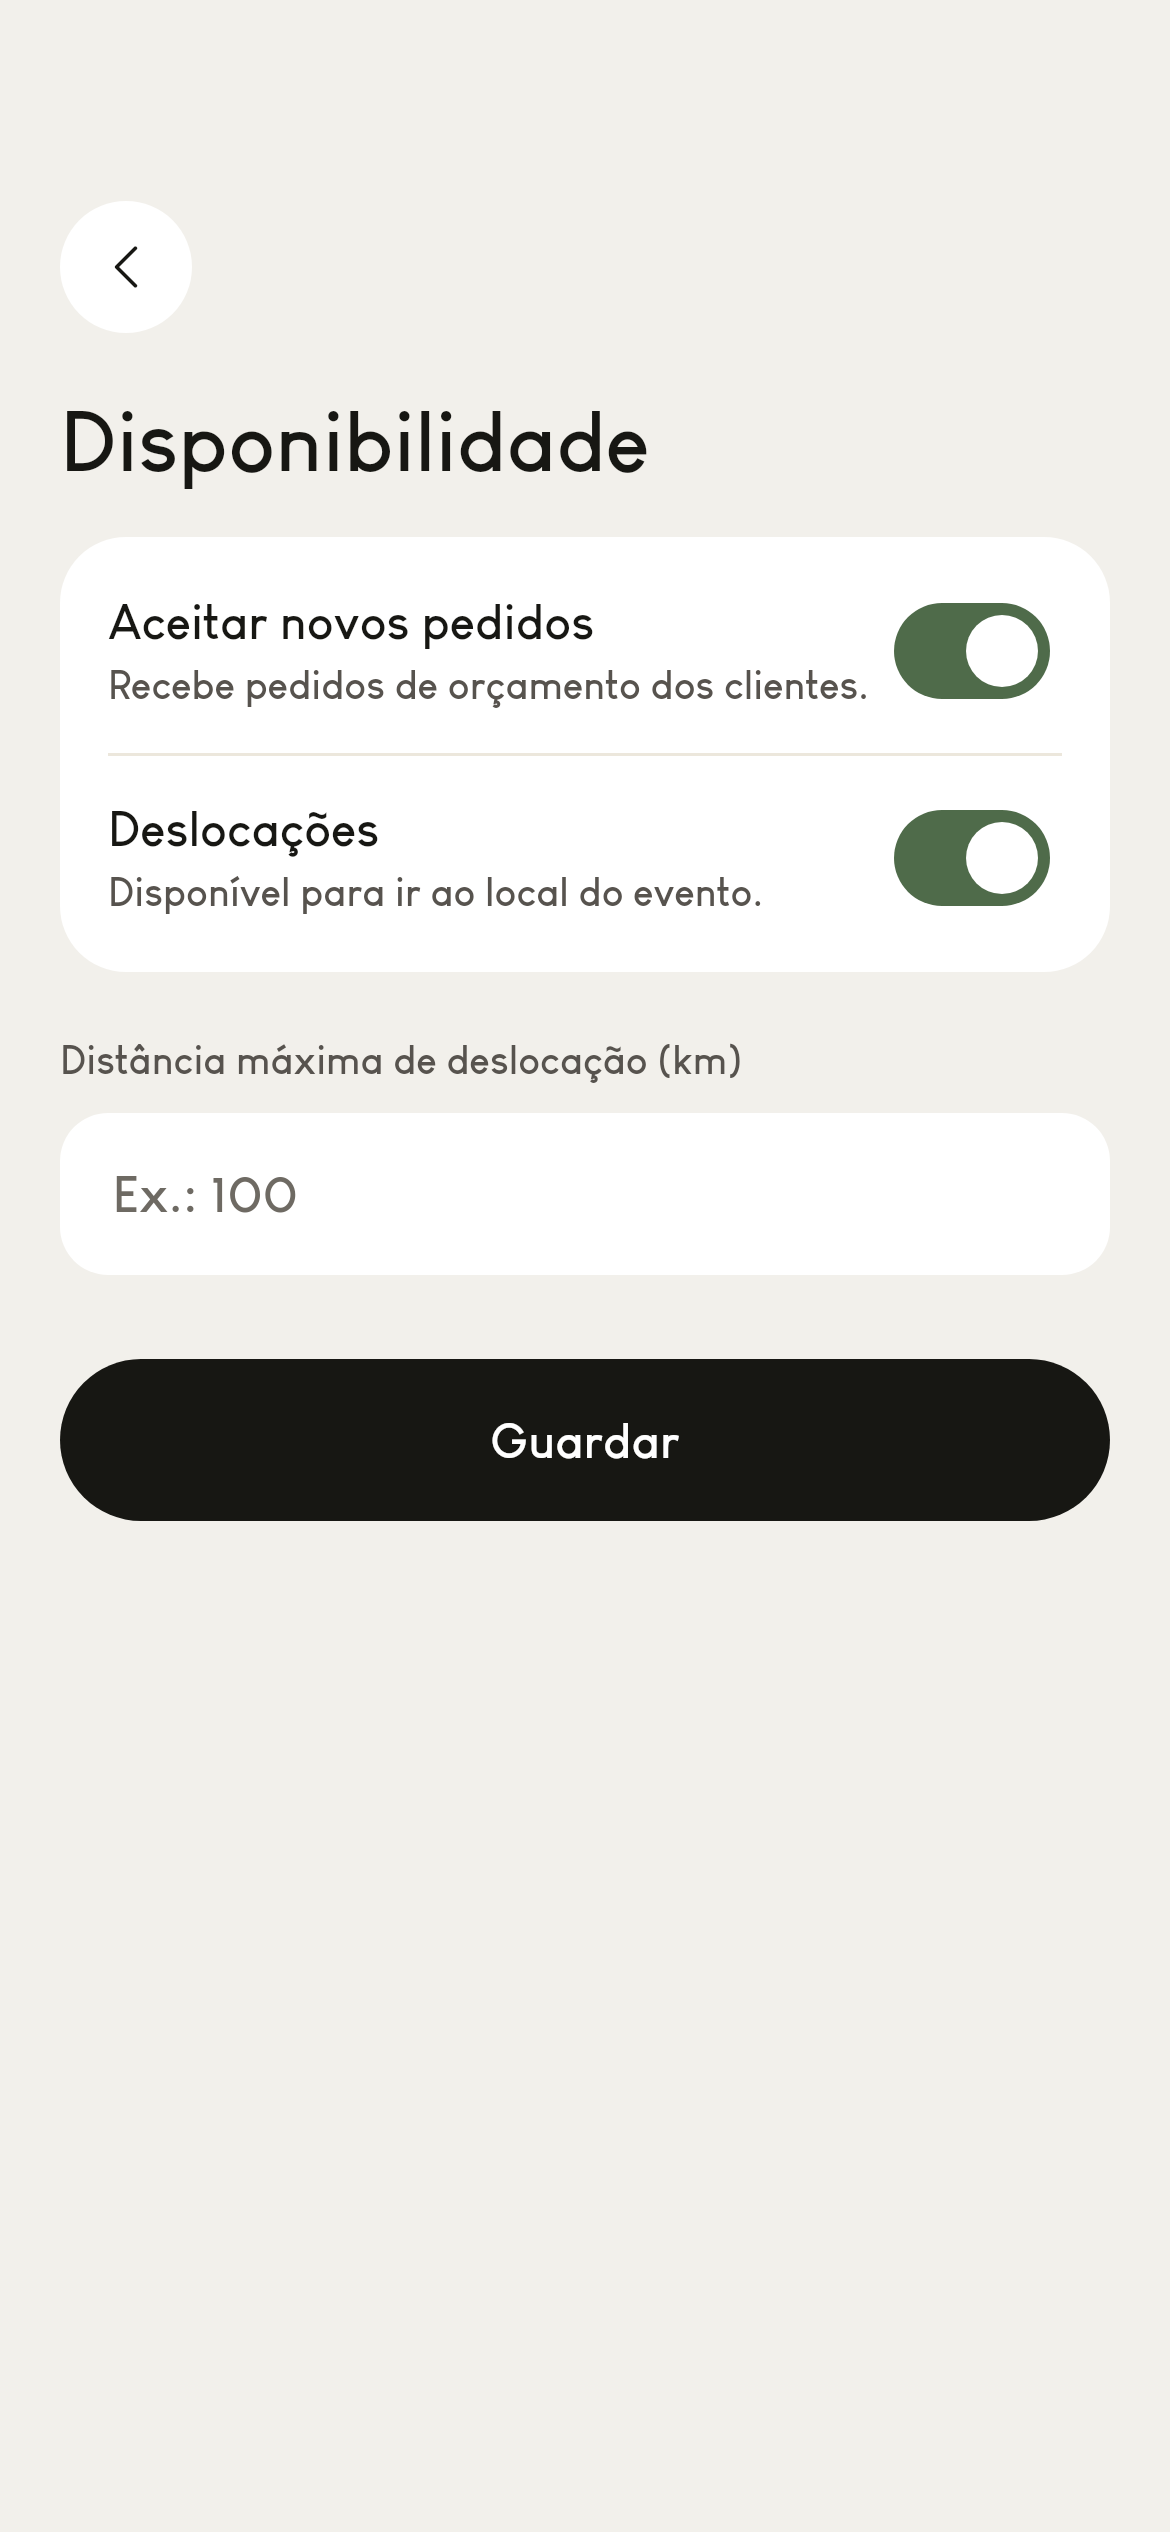 Disponibilidade
Aceitar novos pedidos
Recebe pedidos de orçamento dos clientes.
Deslocações
Disponível para ir ao local do evento.
Distância máxima de deslocação (km)
Ex.: 100
Guardar